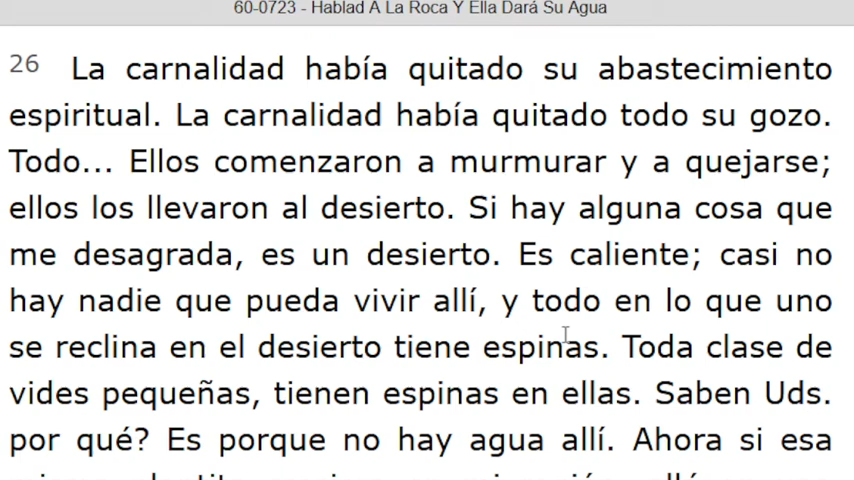 60-0723 - Hablad A La Roca Y Ella Dará Su Agua
26 La carnalidad había quitado su abastecimiento
espiritual. La carnalidad había quitado todo su gozo.
Todo... Ellos comenzaron a murmurar y a quejarse;
ellos los llevaron al desierto. Si hay alguna cosa que
me desagrada, es un desierto. Es caliente; casi no
hay nadie que pueda vivir allí, y todo en lo que uno
se reclina en el desierto tiene espinas. Toda clase de
vides pequeñas, tienen espinas en ellas. Saben Uds.
por qué? Es porque no hay agua allí. Ahora si esa